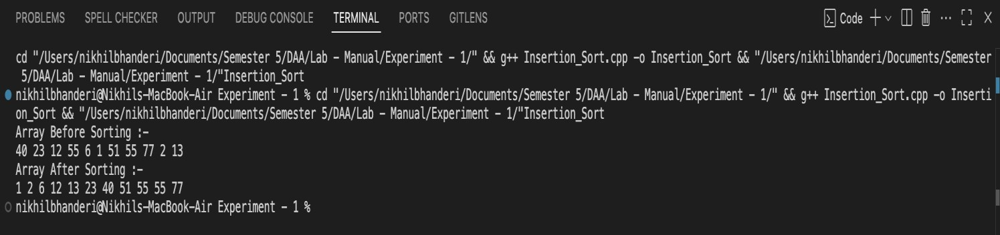 PROBLEMS SPELL CHECKER OUTPUT DEBUG CONSOLE TERMINAL PORTS GITLENS Code
cd "/Users/nikhilbhanderi/Documents/Semester 5/DAA/Lab - Manual/Experiment - 1/" && g++ Insertion_Sort.cpp -o Insertion_Sort && "/Users/nikhilbhanderi/Documents/Semester
5/DAA/Lab - Manual/Experiment - 1/"Insertion_Sort
nikhilbhanderi@Nikhils-MacBook-Air Experiment - 1 % cd "/Users/nikhilbhanderi/Documents/Semester 5/DAA/Lab - Manual/Experiment - 1/" && g++ Insertion_Sort.cpp -o Inserti
on_Sort && "/Users/nikhilbhanderi/Documents/Semester 5/DAA/Lab - Manual/Experiment - 1/"Insertion_Sort
Array Before Sorting :-
40 23 12 55 6 1 51 55 77 2 13
Array After Sorting :-
1 2 6 12 13 23 40 51 55 55 77
nikhilbhanderi@Nikhils-MacBook-Air Experiment - 1 %